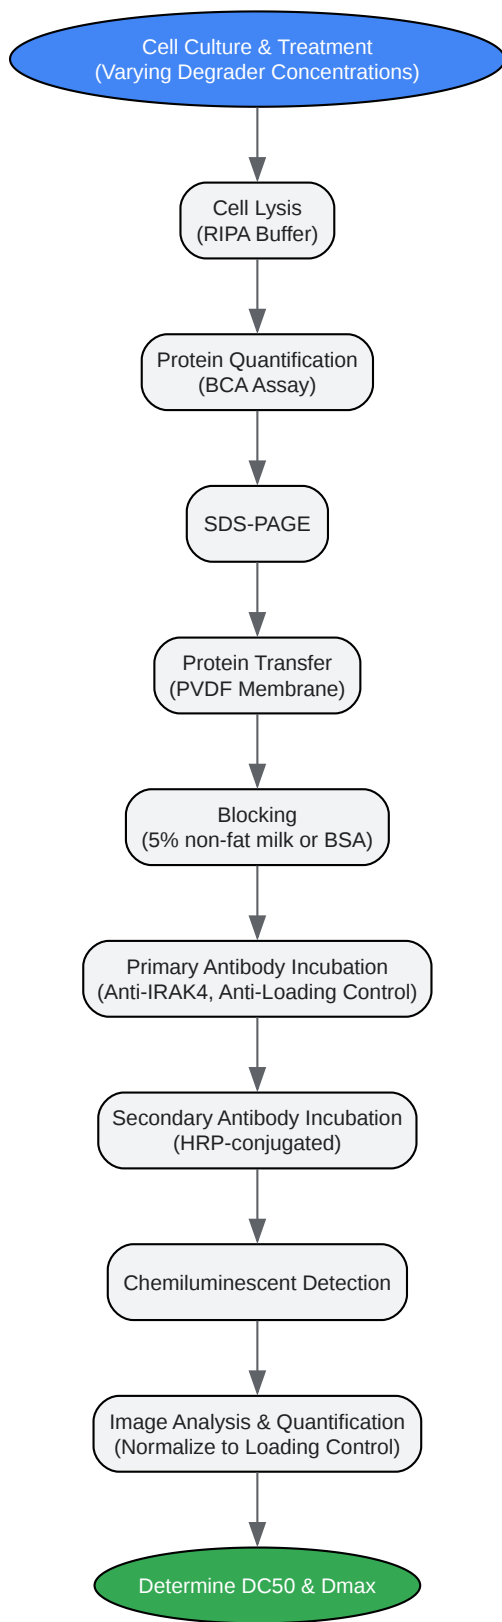 Cell Culture & Treatment
(Varying Degrader Concentrations)
Cell Lysis
(RIPA Buffer)
Protein Quantification
(BCA Assay)
SDS-PAGE
Protein Transfer
(PVDF Membrane)
Blocking
(5% non-fat milk or BSA)
Primary Antibody Incubation
(Anti-IRAK4, Anti-Loading Control)
Secondary Antibody Incubation
(HRP-conjugated)
Chemiluminescent Detection
Image Analysis & Quantification
(Normalize to Loading Control)
Determine DC50 & Dmax